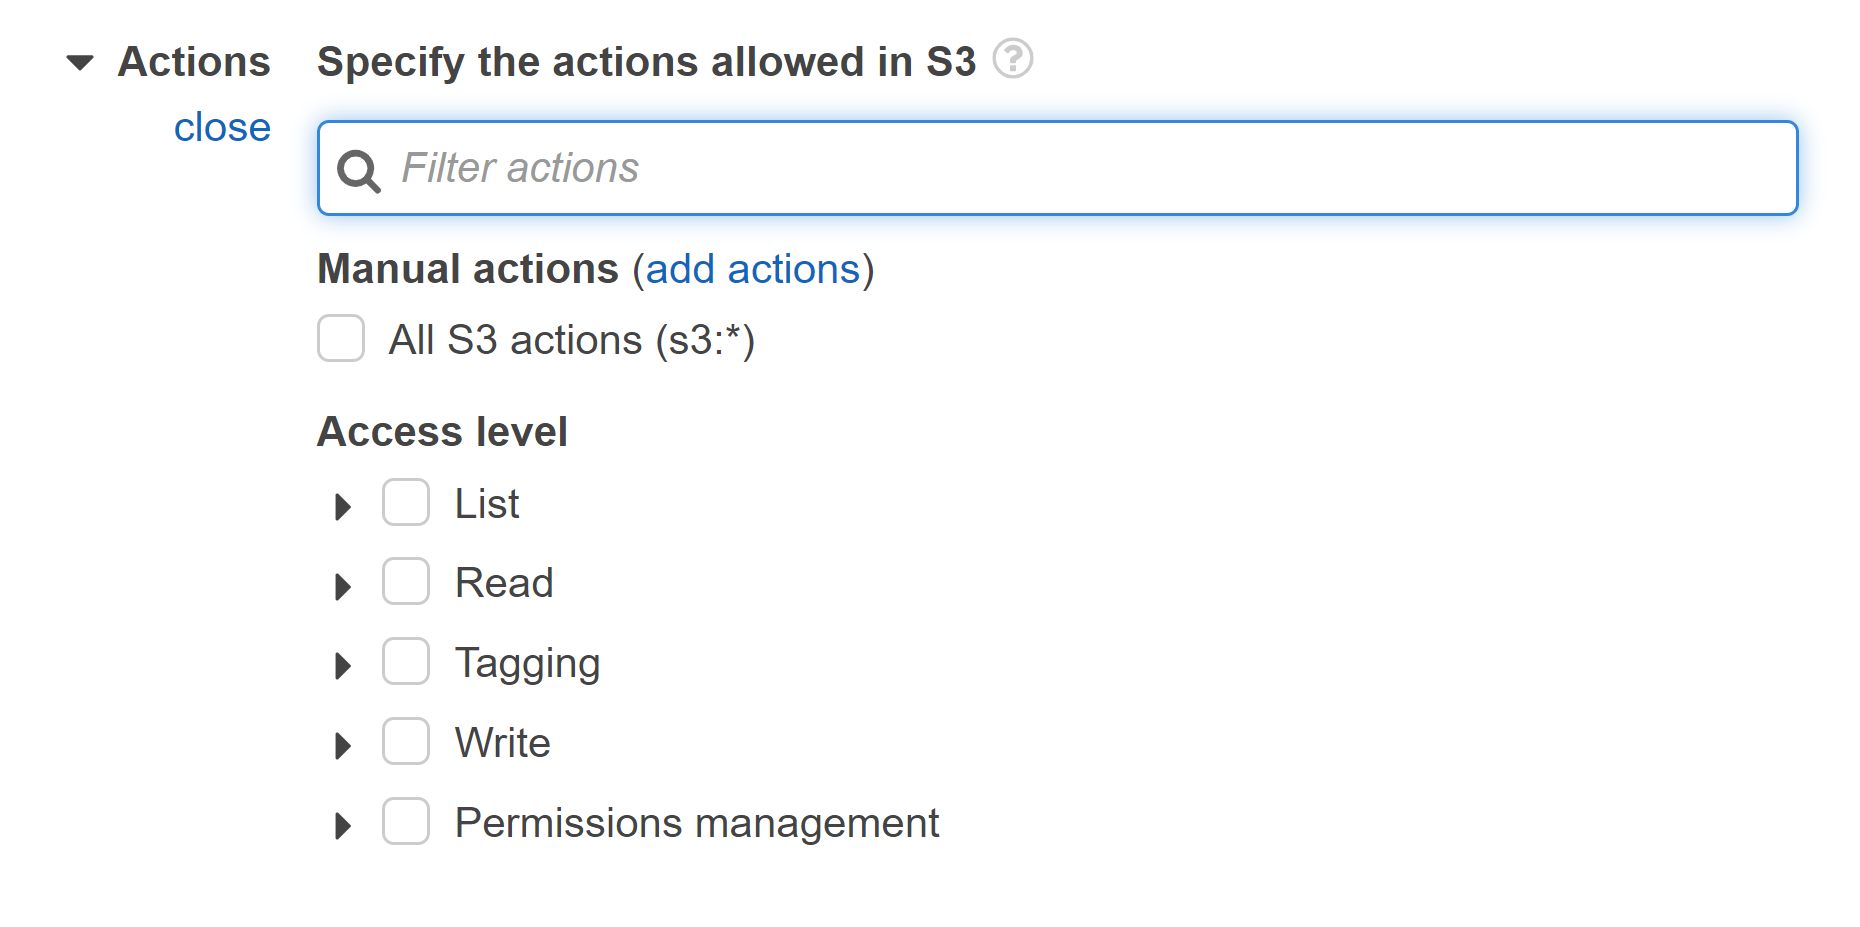 Actions
Specify the actions allowed in S3 ?
close
Filter actions
Manual actions (add actions)
All S3 actions (s3:*)
Access level
List
Read
Tagging
Write
Permissions management